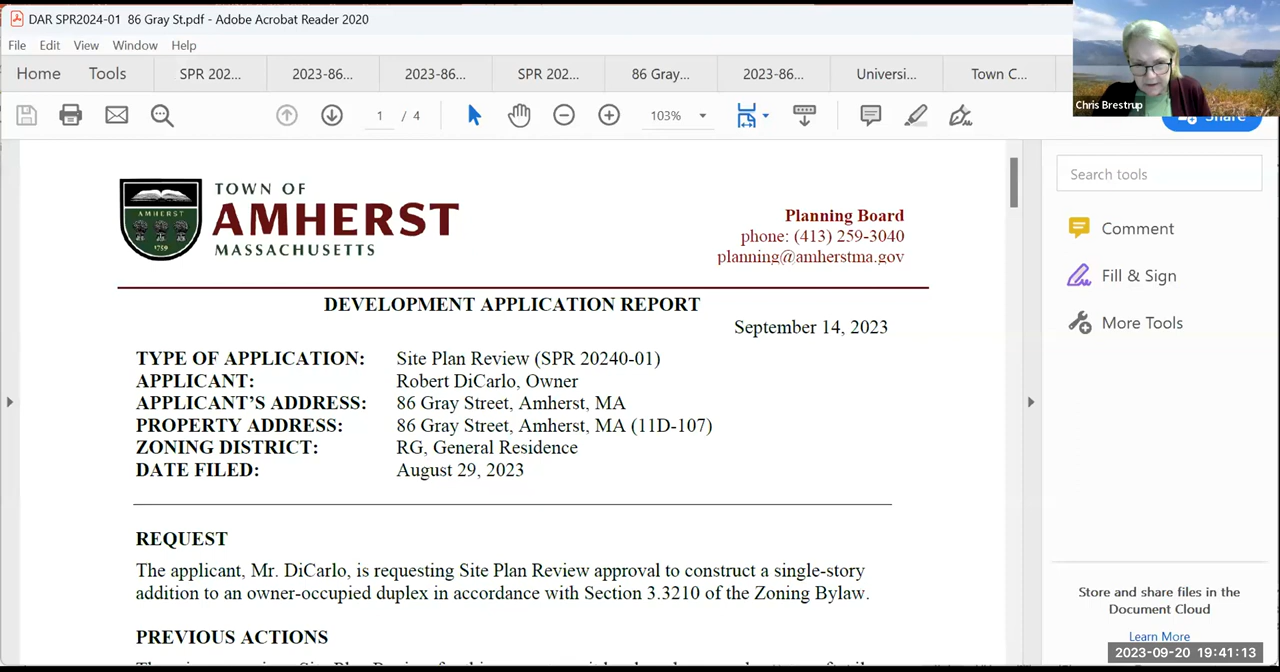 DAR SPR2024-01 86 Gray St.pdf - Adobe Acrobat Reader 2020
File Edit View Window Help
Home Tools SPR 202... 2023-86... 2023-86... SPR 202... 86 Gray... 2023-86... Universi... Town C...
1 / 4 103%
Chris Brestrup
Share
Search tools
Comment
Fill & Sign
More Tools
TOWN OF
AMHERST
MASSACHUSETTS
AMHERST
1759
Planning Board
phone: (413) 259-3040
planning@amherstma.gov
DEVELOPMENT APPLICATION REPORT
September 14, 2023
TYPE OF APPLICATION: Site Plan Review (SPR 20240-01)
APPLICANT: Robert DiCarlo, Owner
APPLICANT'S ADDRESS: 86 Gray Street, Amherst, MA
PROPERTY ADDRESS: 86 Gray Street, Amherst, MA (11D-107)
ZONING DISTRICT: RG, General Residence
DATE FILED: August 29, 2023
REQUEST
The applicant, Mr. DiCarlo, is requesting Site Plan Review approval to construct a single-story
addition to an owner-occupied duplex in accordance with Section 3.3210 of the Zoning Bylaw.
PREVIOUS ACTIONS
Store and share files in the
Document Cloud
Learn More
2023-09-20 19:41:13